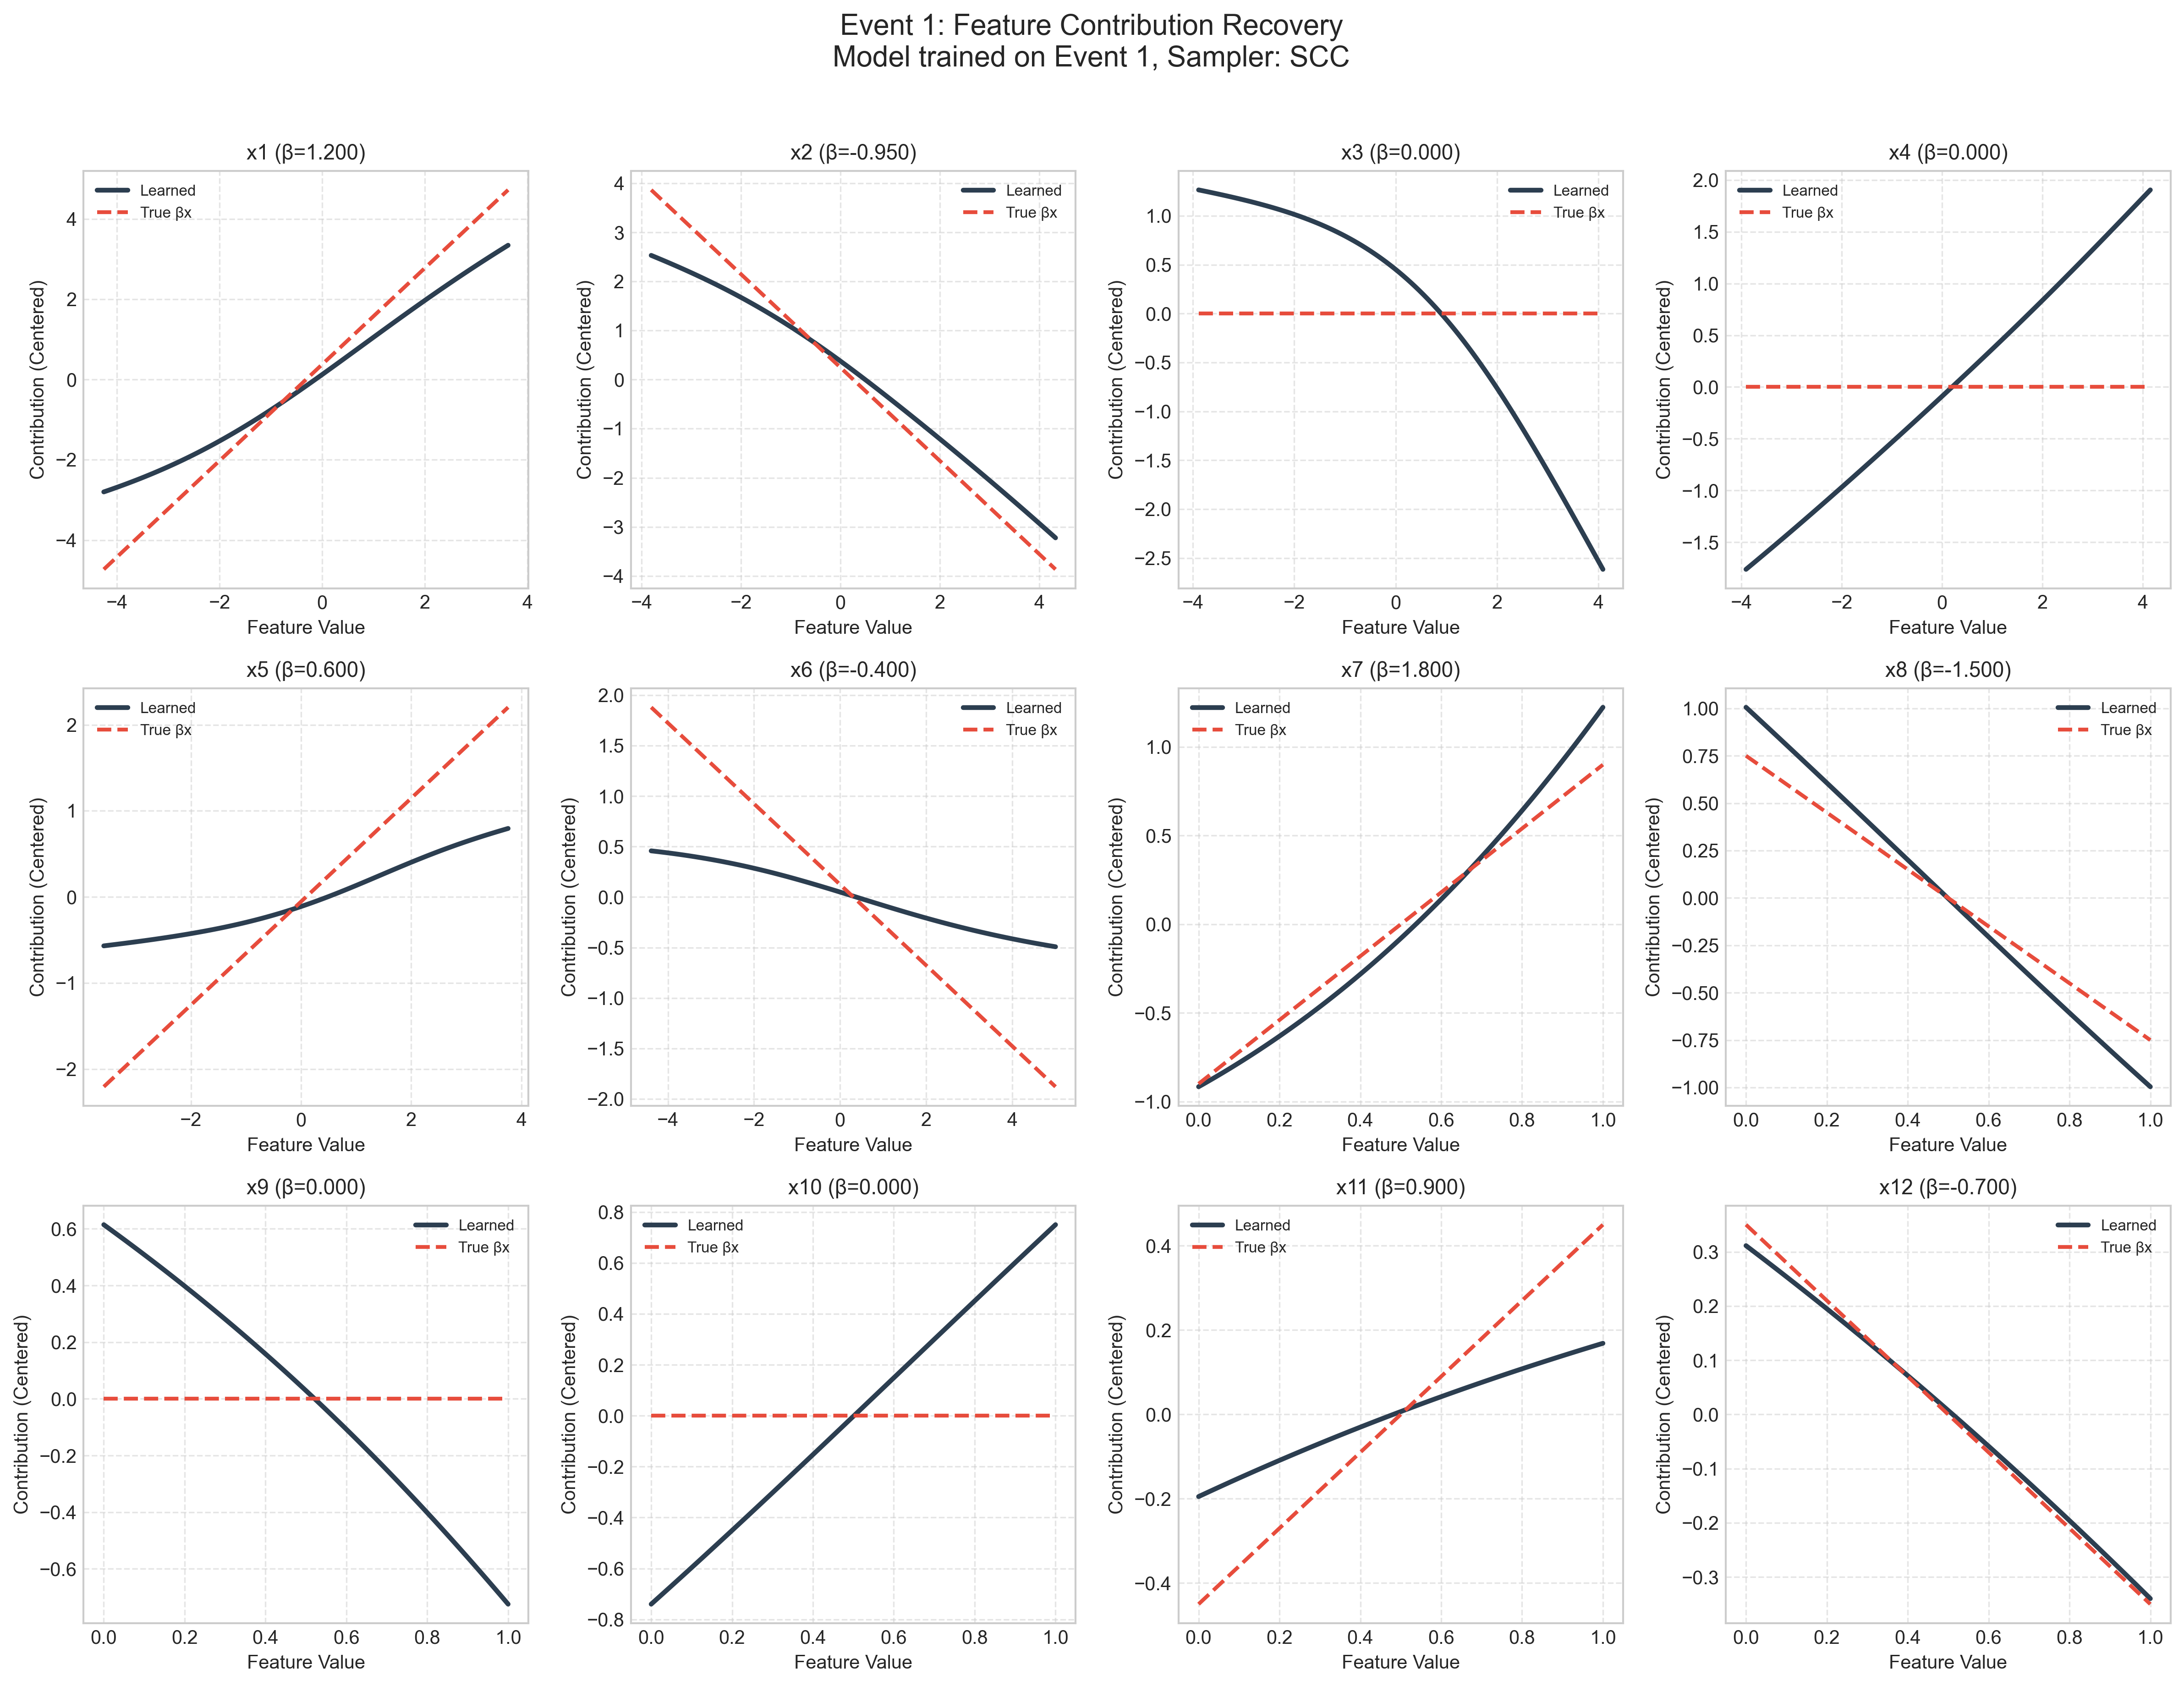 Event 1: Feature Contribution Recovery
Model trained on Event 1, Sampler: SCC
x1 (β=1.200)
Learned
True βx
Contribution (Centered)
4
2
0
−2
−4
−4 −2 0 2 4
Feature Value
x2 (β=-0.950)
Learned
True βx
Contribution (Centered)
4
3
2
1
0
−1
−2
−3
−4
−4 −2 0 2 4
Feature Value
x3 (β=0.000)
Learned
True βx
Contribution (Centered)
1.0
0.5
0.0
−0.5
−1.0
−1.5
−2.0
−2.5
−4 −2 0 2 4
Feature Value
x4 (β=0.000)
Learned
True βx
Contribution (Centered)
2.0
1.5
1.0
0.5
0.0
−0.5
−1.0
−1.5
−4 −2 0 2 4
Feature Value
x5 (β=0.600)
Learned
True βx
Contribution (Centered)
2
1
0
−1
−2
−2 0 2 4
Feature Value
x6 (β=-0.400)
Learned
True βx
Contribution (Centered)
2.0
1.5
1.0
0.5
0.0
−0.5
−1.0
−1.5
−2.0
−4 −2 0 2 4
Feature Value
x7 (β=1.800)
Learned
True βx
Contribution (Centered)
1.0
0.5
0.0
−0.5
−1.0
0.0 0.2 0.4 0.6 0.8 1.0
Feature Value
x8 (β=-1.500)
Learned
True βx
Contribution (Centered)
1.00
0.75
0.50
0.25
0.00
−0.25
−0.50
−0.75
−1.00
0.0 0.2 0.4 0.6 0.8 1.0
Feature Value
x9 (β=0.000)
Learned
True βx
Contribution (Centered)
0.6
0.4
0.2
0.0
−0.2
−0.4
−0.6
0.0 0.2 0.4 0.6 0.8 1.0
Feature Value
x10 (β=0.000)
Learned
True βx
Contribution (Centered)
0.8
0.6
0.4
0.2
0.0
−0.2
−0.4
−0.6
−0.8
0.0 0.2 0.4 0.6 0.8 1.0
Feature Value
x11 (β=0.900)
Learned
True βx
Contribution (Centered)
0.4
0.2
0.0
−0.2
−0.4
0.0 0.2 0.4 0.6 0.8 1.0
Feature Value
x12 (β=-0.700)
Learned
True βx
Contribution (Centered)
0.3
0.2
0.1
0.0
−0.1
−0.2
−0.3
0.0 0.2 0.4 0.6 0.8 1.0
Feature Value